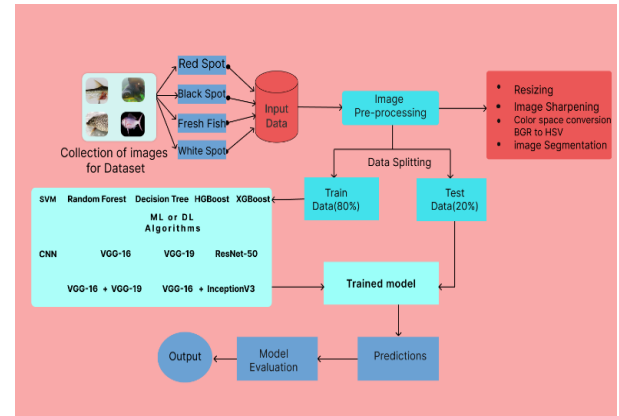 Red Spot
Black Spot
Fresh Fish
White Spot
Collection of images
for Dataset
Input
Data
Image
Pre-processing
• Resizing
• Image Sharpening
• Color space conversion
BGR to HSV
• image Segmentation
Data Splitting
Train
Data(80%)
Test
Data(20%)
SVM Random Forest Decision Tree HGBoost XGBoost
ML or DL
Algorithms
CNN VGG-16 VGG-19 ResNet-50
VGG-16 + VGG-19 VGG-16 + InceptionV3
Trained model
Predictions
Model
Evaluation
Output